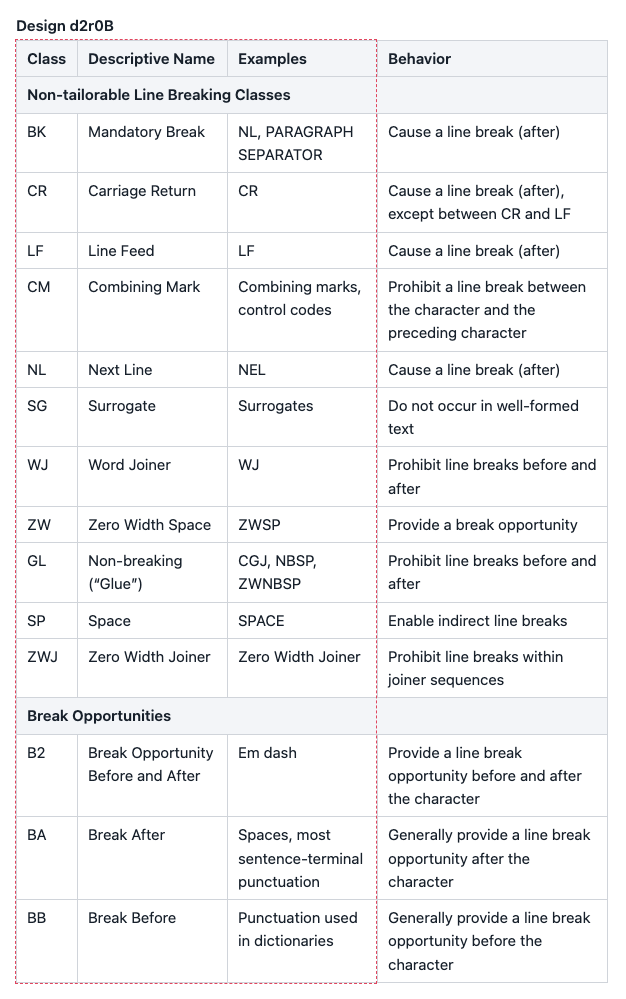 Design d2r0B
Class Descriptive Name Examples Behavior
Non-tailorable Line Breaking Classes
BK Mandatory Break NL, PARAGRAPH SEPARATOR Cause a line break (after)
CR Carriage Return CR Cause a line break (after), except between CR and LF
LF Line Feed LF Cause a line break (after)
CM Combining Mark Combining marks, control codes Prohibit a line break between the character and the preceding character
NL Next Line NEL Cause a line break (after)
SG Surrogate Surrogates Do not occur in well-formed text
WJ Word Joiner WJ Prohibit line breaks before and after
ZW Zero Width Space ZWSP Provide a break opportunity
GL Non-breaking (“Glue”) CGJ, NBSP, ZWNBSP Prohibit line breaks before and after
SP Space SPACE Enable indirect line breaks
ZWJ Zero Width Joiner Zero Width Joiner Prohibit line breaks within joiner sequences
Break Opportunities
B2 Break Opportunity Before and After Em dash Provide a line break opportunity before and after the character
BA Break After Spaces, most sentence-terminal punctuation Generally provide a line break opportunity after the character
BB Break Before Punctuation used in dictionaries Generally provide a line break opportunity before the character